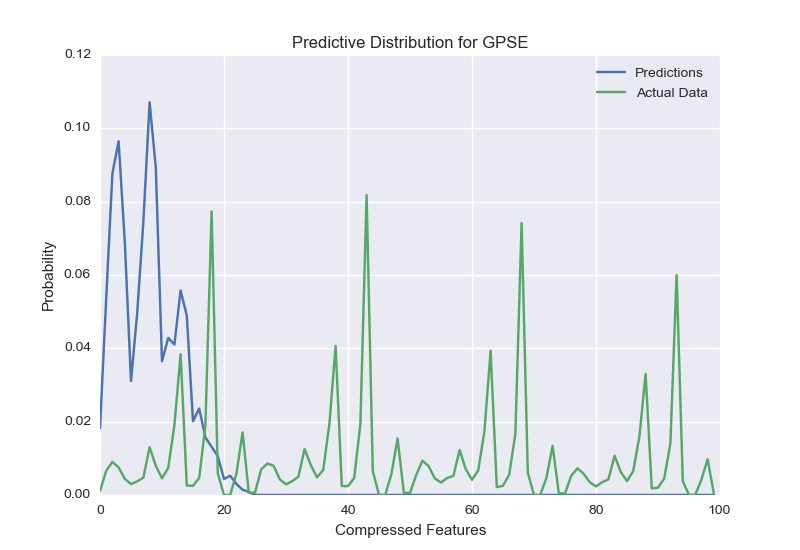 Predictive Distribution for GPSE
0.12
0.10
0.08
0.06
0.04
0.02
0.00
Probability
Predictions
Actual Data
0 20 40 60 80 100
Compressed Features